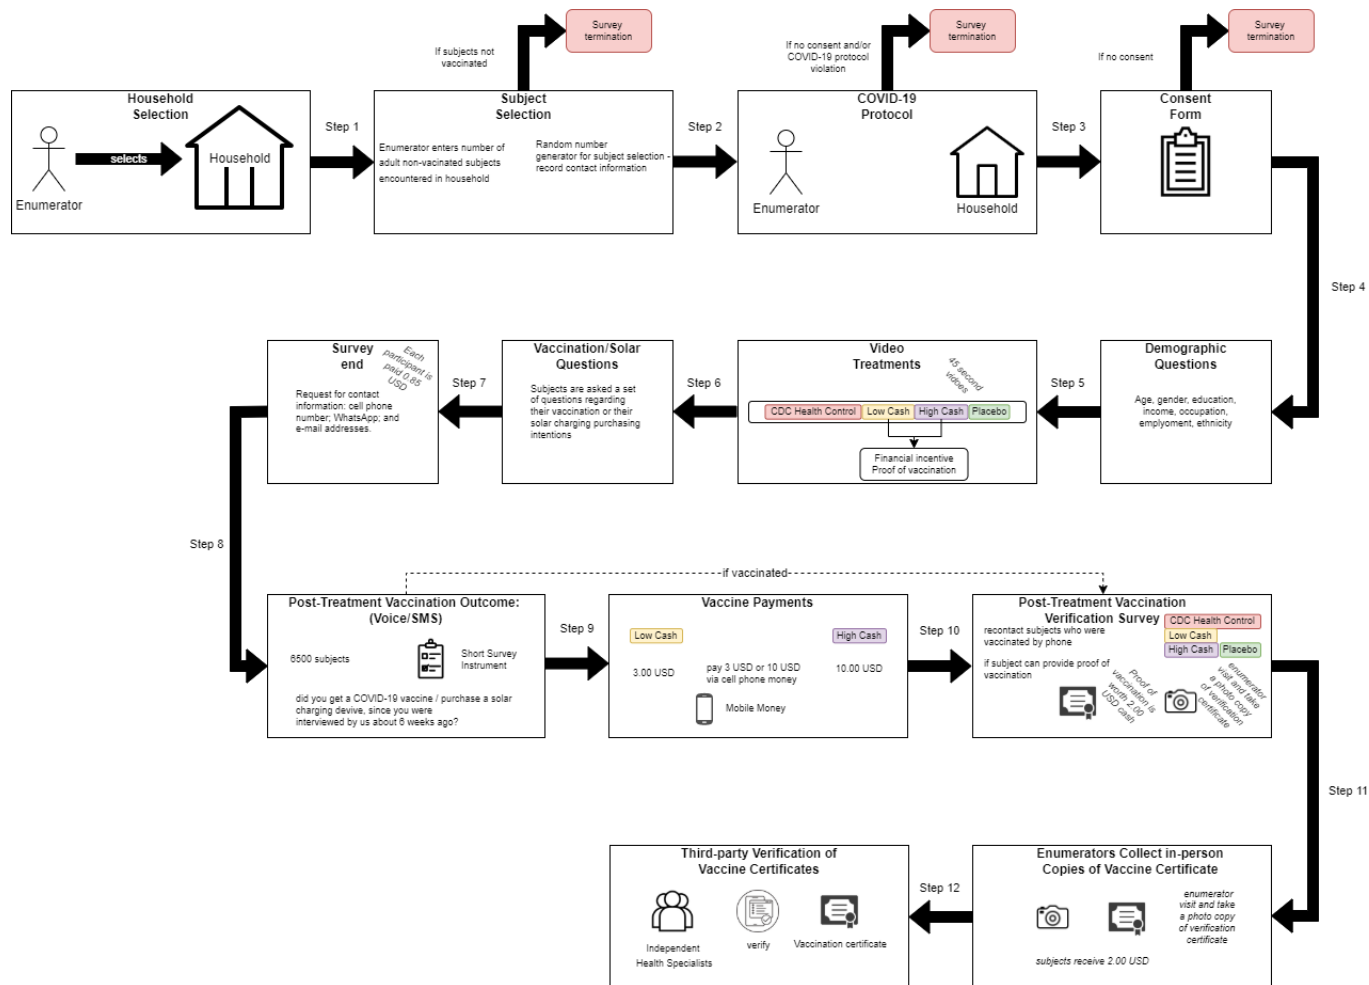 Survey
termination
If subjects not
vaccinated
Survey
termination
If no consent and/or
COVID-19 protocol
violation
Survey
termination
If no consent
Household
Selection
Enumerator
selects
Household
Step 1
Subject
Selection
Enumerator enters number of
adult non-vacinated subjects
encountered in household
Random number
generator for subject selection -
record contact information
Step 2
COVID-19
Protocol
Enumerator
Household
Step 3
Consent
Form
Step 4
Demographic
Questions
Age, gender, education,
income, occupation,
emplyoment, ethnicity
Step 5
Video
Treatments
45 second
vidoes
CDC Health Control
Low Cash
High Cash
Placebo
Financial incentive
Proof of vaccination
Step 6
Vaccination/Solar
Questions
Subjects are asked a set
of questions regarding
their vaccination or their
solar charging purchasing
intentions
Step 7
Survey
end
Each
participant is
paid 0.85
USD
Request for contact
information: cell phone
number; WhatsApp; and
e-mail addresses.
Step 8
if vaccinated
Post-Treatment Vaccination Outcome:
(Voice/SMS)
6500 subjects
Short Survey
Instrument
did you get a COVID-19 vaccine / purchase a solar
charging devive, since you were
interviewed by us about 6 weeks ago?
Step 9
Vaccine Payments
Low Cash
High Cash
3.00 USD
pay 3 USD or 10 USD
via cell phone money
10.00 USD
Mobile Money
Step 10
Post-Treatment Vaccination
Verification Survey
CDC Health Control
Low Cash
High Cash
Placebo
recontact subjects who were
vaccinated by phone
if subject can provide proof of
vaccination
Proof of
vaccination is
worth 2.00
USD cash
enumerator
visit and take
a photo copy
of verification
certificate
Step 11
Enumerators Collect in-person
Copies of Vaccine Certificate
enumerator
visit and take
a photo copy
of verification
certificate
subjects receive 2.00 USD
Step 12
Third-party Verification of
Vaccine Certificates
Independent
Health Specialists
verify
Vaccination certificate